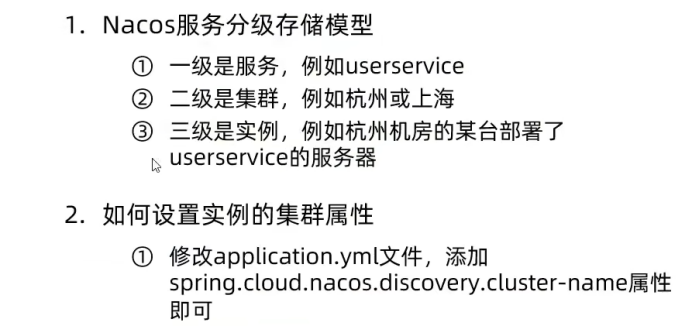 1. Nacos服务分级存储模型
① 一级是服务，例如userservice
② 二级是集群，例如杭州或上海
③ 三级是实例，例如杭州机房的某台部署了
userservice的服务器
2. 如何设置实例的集群属性
① 修改application.yml文件，添加
spring.cloud.nacos.discovery.cluster-name属性
即可